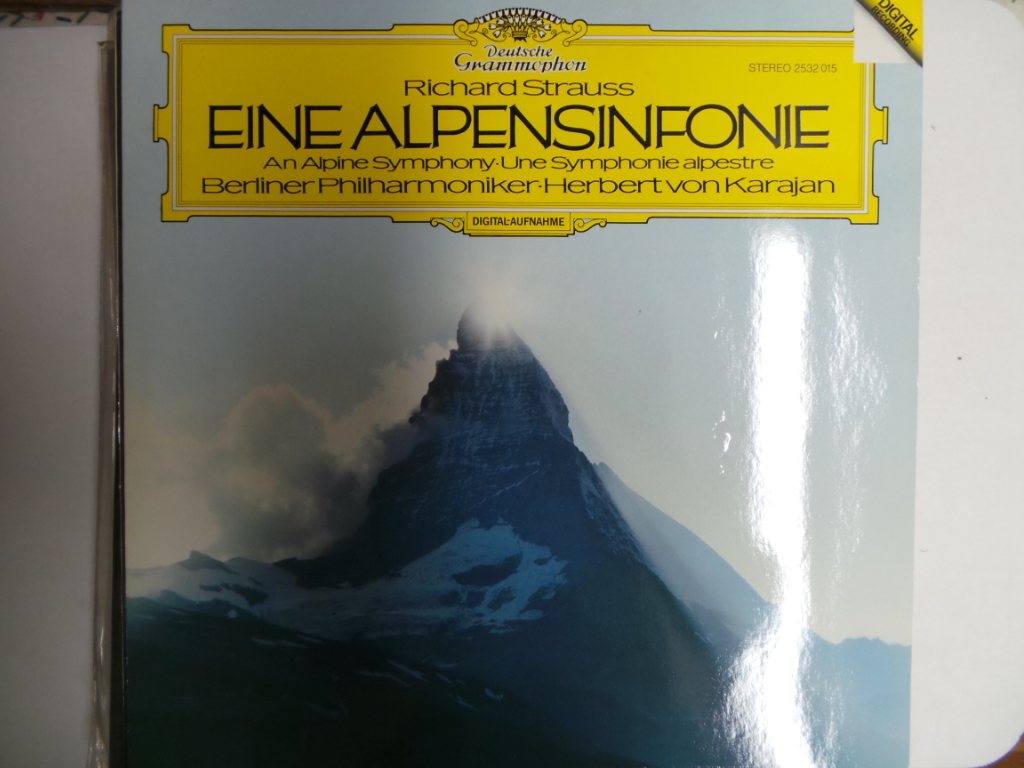 DIGITAL
RECORDING
Deutsche
Grammophon
STEREO 2532 015
Richard Strauss
EINE ALPENSINFONIE
An Alpine Symphony·Une Symphonie alpestre
Berliner Philharmoniker·Herbert von Karajan
DIGITAL-AUFNAHME